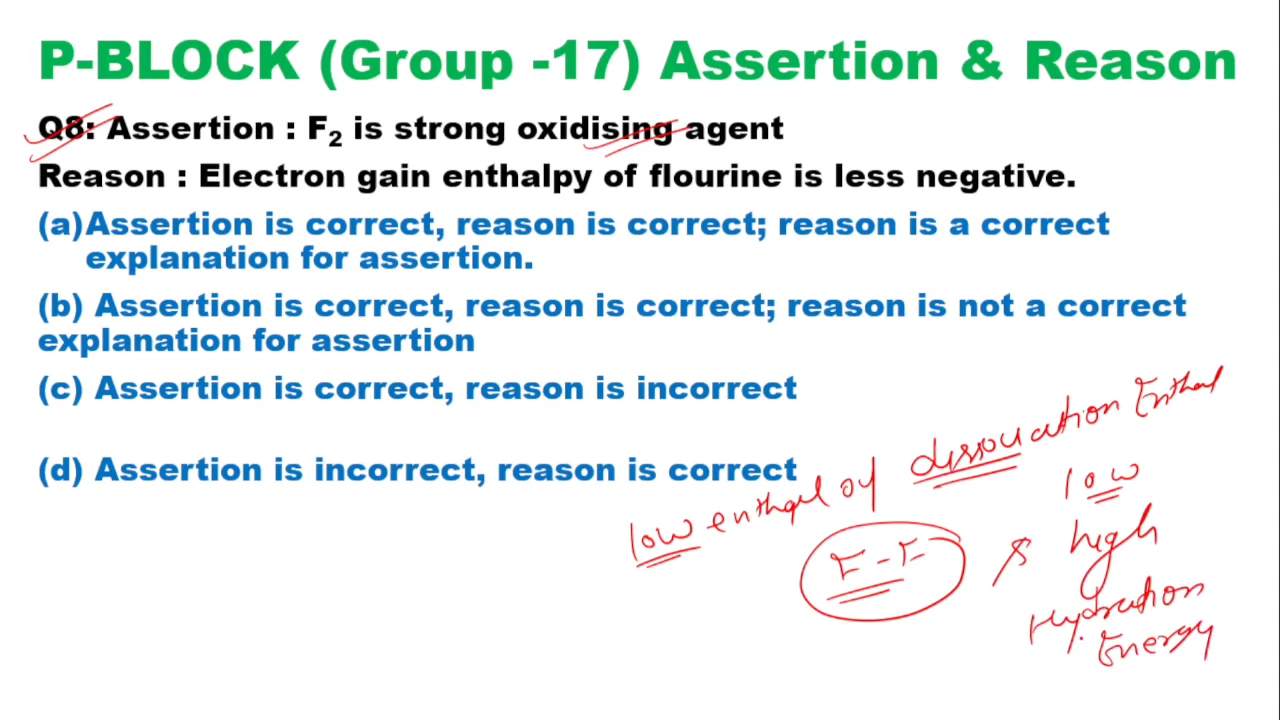 P-BLOCK (Group -17) Assertion & Reason
Q8: Assertion : F₂ is strong oxidising agent
Reason : Electron gain enthalpy of flourine is less negative.
(a)Assertion is correct, reason is correct; reason is a correct
explanation for assertion.
(b) Assertion is correct, reason is correct; reason is not a correct
explanation for assertion
(c) Assertion is correct, reason is incorrect
(d) Assertion is incorrect, reason is correct
low of dissociation
low
F-F high
Hydration
Energy